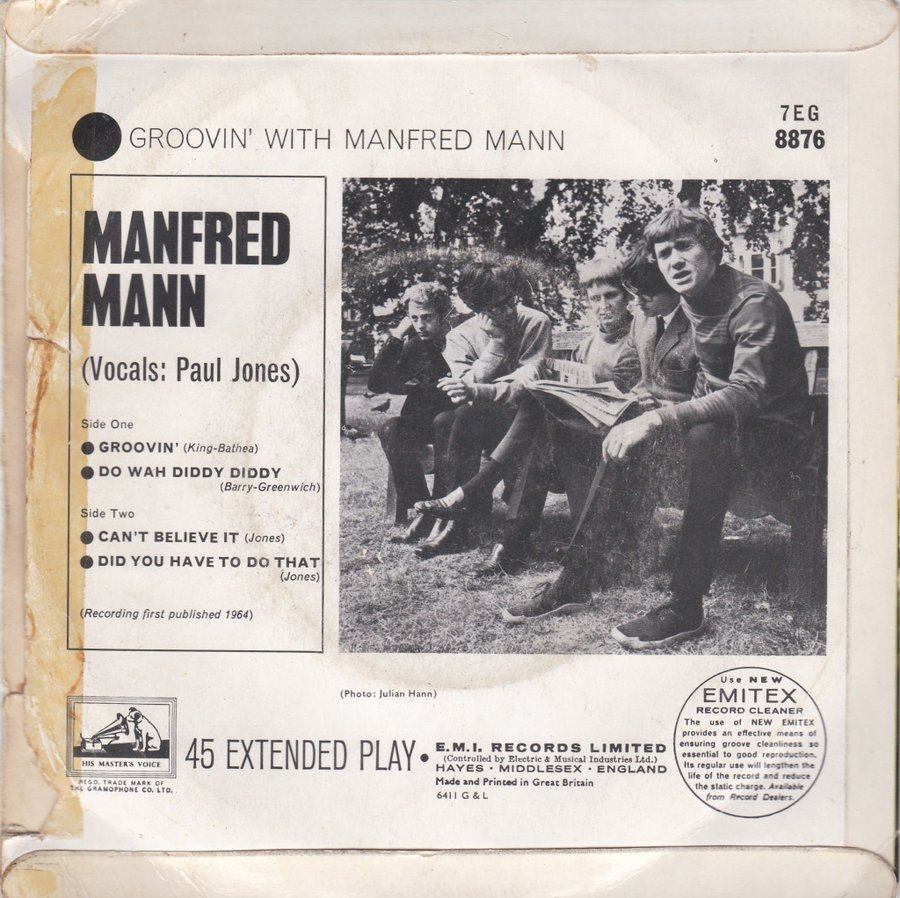 GROOVIN' WITH MANFRED MANN
7EG
8876
MANFRED
MANN
(Vocals: Paul Jones)
Side One
GROOVIN' (King-Bathea)
DO WAH DIDDY DIDDY
(Barry-Greenwich)
Side Two
CAN'T BELIEVE IT (Jones)
DID YOU HAVE TO DO THAT
(Jones)
(Recording first published 1964)
(Photo: Julian Hann)
HIS MASTER'S VOICE
REGD. TRADE MARK OF
THE GRAMOPHONE CO. LTD.
45 EXTENDED PLAY •
E.M.I. RECORDS LIMITED
(Controlled by Electric & Musical Industries Ltd.)
HAYES · MIDDLESEX · ENGLAND
Made and Printed in Great Britain
6411 G & L
Use NEW
EMITEX
RECORD CLEANER
The use of NEW EMITEX
provides an effective means of
ensuring groove cleanliness so
essential to good reproduction.
Its regular use will lengthen the
life of the record and reduce
the static charge. Available
from Record Dealers.